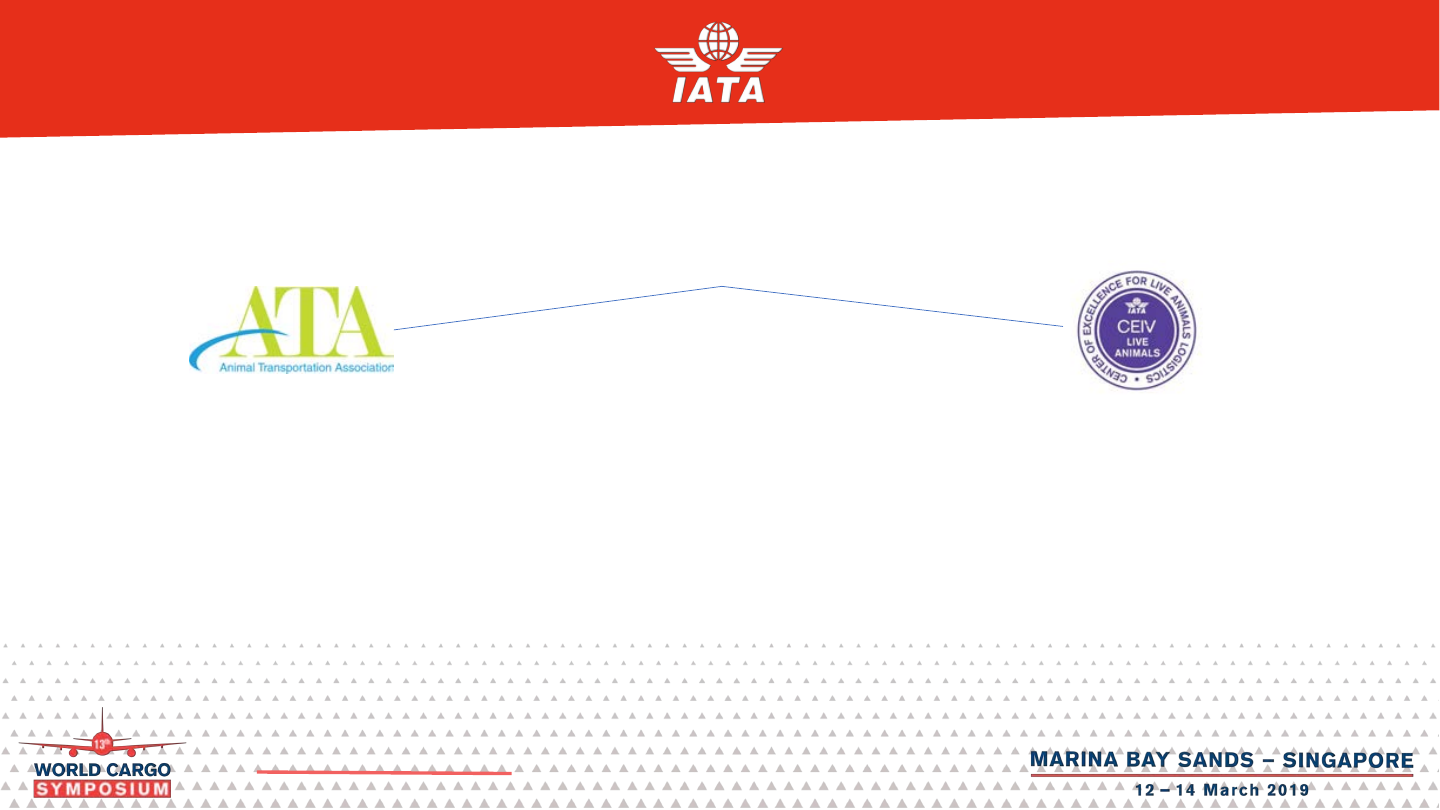 IATA
ATA
Animal Transportation Association
CENTER OF EXCELLENCE FOR LIVE ANIMALS LOGISTICS •
IATA
CEIV
LIVE
ANIMALS
13th
WORLD CARGO
SYMPOSIUM
MARINA BAY SANDS – SINGAPORE
12 – 14 March 2019